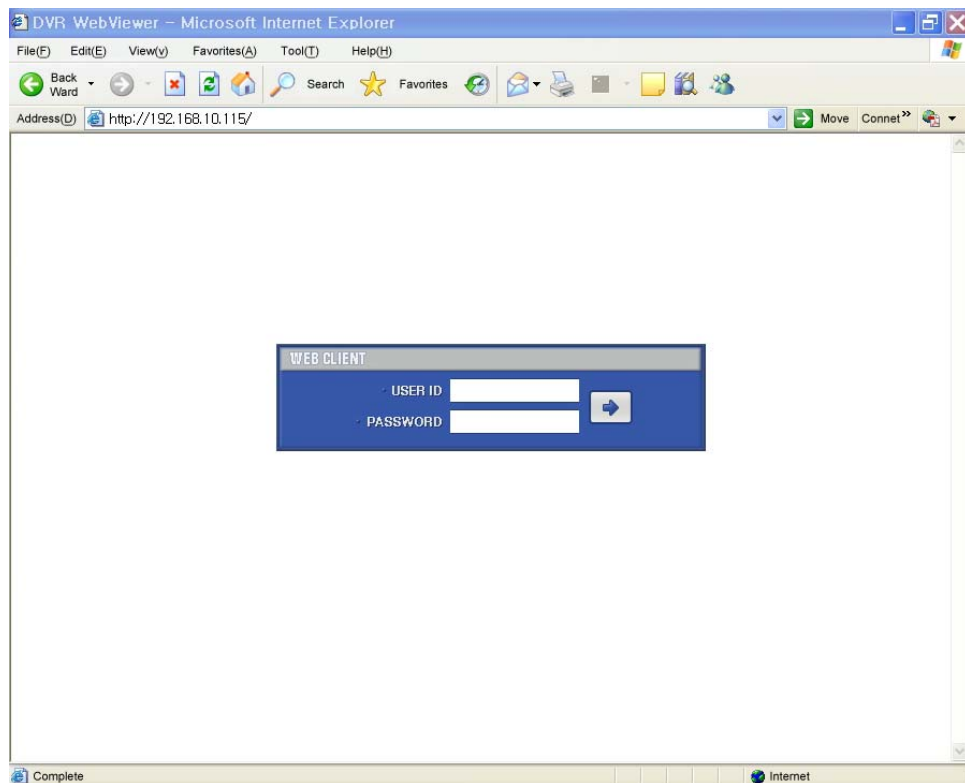 DVR WebViewer - Microsoft Internet Explorer
File(F) Edit(E) View(v) Favorites(A) Tool(T) Help(H)
Back Ward Search Favorites
Address(D) http://192.168.10.115/ Move Connet »
WEB CLIENT
USER ID
PASSWORD
Complete Internet